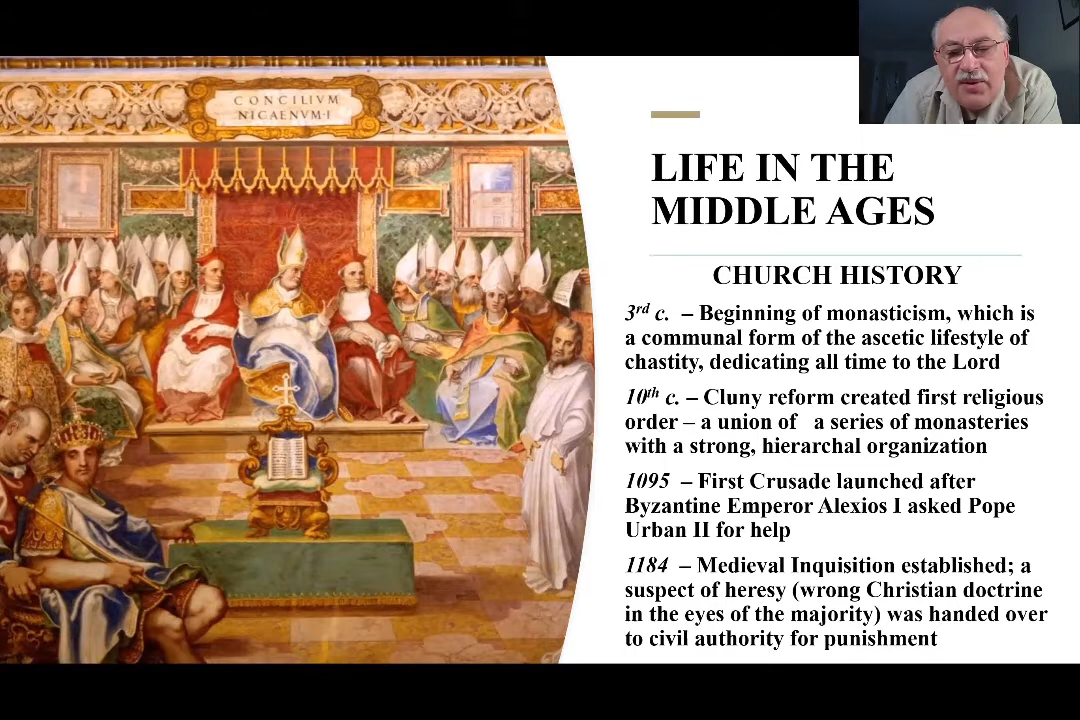 CONCILIVM
NICAENVM·I
LIFE IN THE
MIDDLE AGES
CHURCH HISTORY
3rd c. – Beginning of monasticism, which is
a communal form of the ascetic lifestyle of
chastity, dedicating all time to the Lord
10th c. – Cluny reform created first religious
order – a union of a series of monasteries
with a strong, hierarchal organization
1095 – First Crusade launched after
Byzantine Emperor Alexios I asked Pope
Urban II for help
1184 – Medieval Inquisition established; a
suspect of heresy (wrong Christian doctrine
in the eyes of the majority) was handed over
to civil authority for punishment